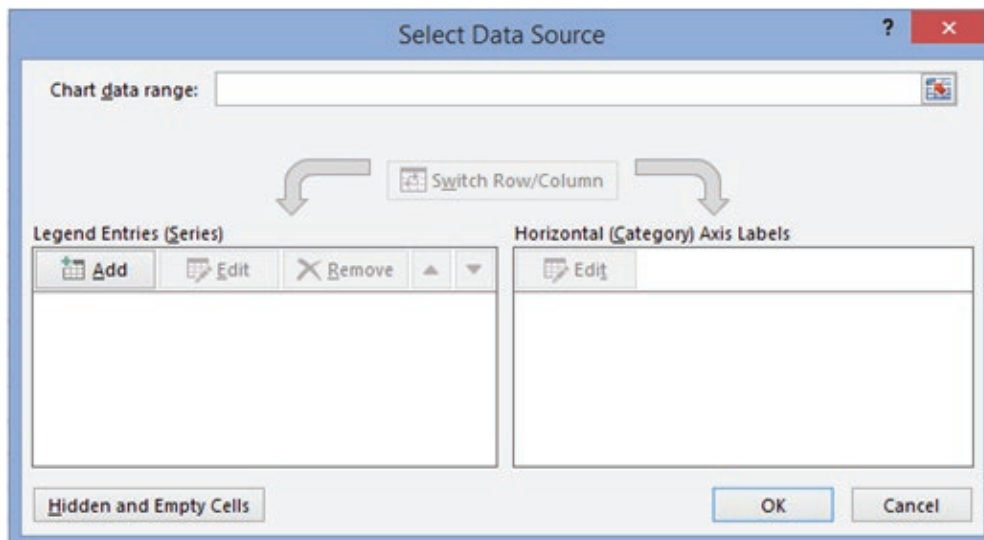 Select Data Source
?
Chart data range:
Switch Row/Column
Legend Entries (Series)
Horizontal (Category) Axis Labels
Add Edit Remove
Edit
Hidden and Empty Cells
OK Cancel